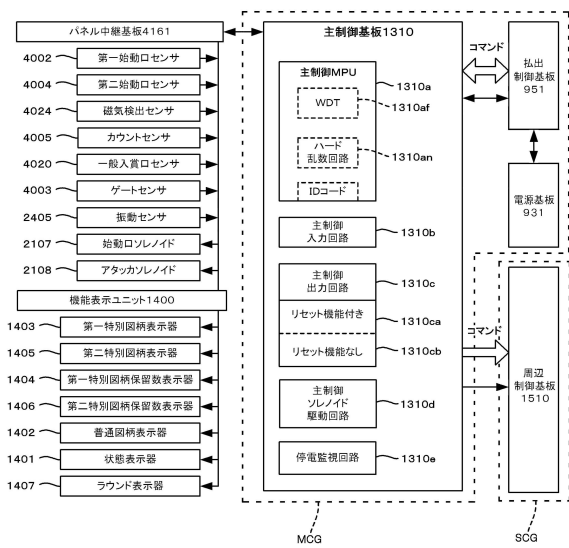 パネル中継基板4161
4002 第一始動口センサ
4004 第二始動口センサ
4024 磁気検出センサ
4005 カウントセンサ
4020 一般入賞口センサ
4003 ゲートセンサ
2405 振動センサ
2107 始動口ソレノイド
2108 アタッカソレノイド
機能表示ユニット1400
1403 第一特別図柄表示器
1405 第二特別図柄表示器
1404 第一特別図柄保留数表示器
1406 第二特別図柄保留数表示器
1402 普通図柄表示器
1401 状態表示器
1407 ラウンド表示器
主制御基板1310
主制御MPU
1310a
WDT
1310af
ハード
乱数回路
1310an
IDコード
主制御
入力回路
1310b
主制御
出力回路
1310c
リセット機能付き
1310ca
リセット機能なし
1310cb
主制御
ソレノイド
駆動回路
1310d
停電監視回路
1310e
コマンド
払出
制御基板
951
電源基板
931
コマンド
周辺
制御基板
1510
MCG
SCG